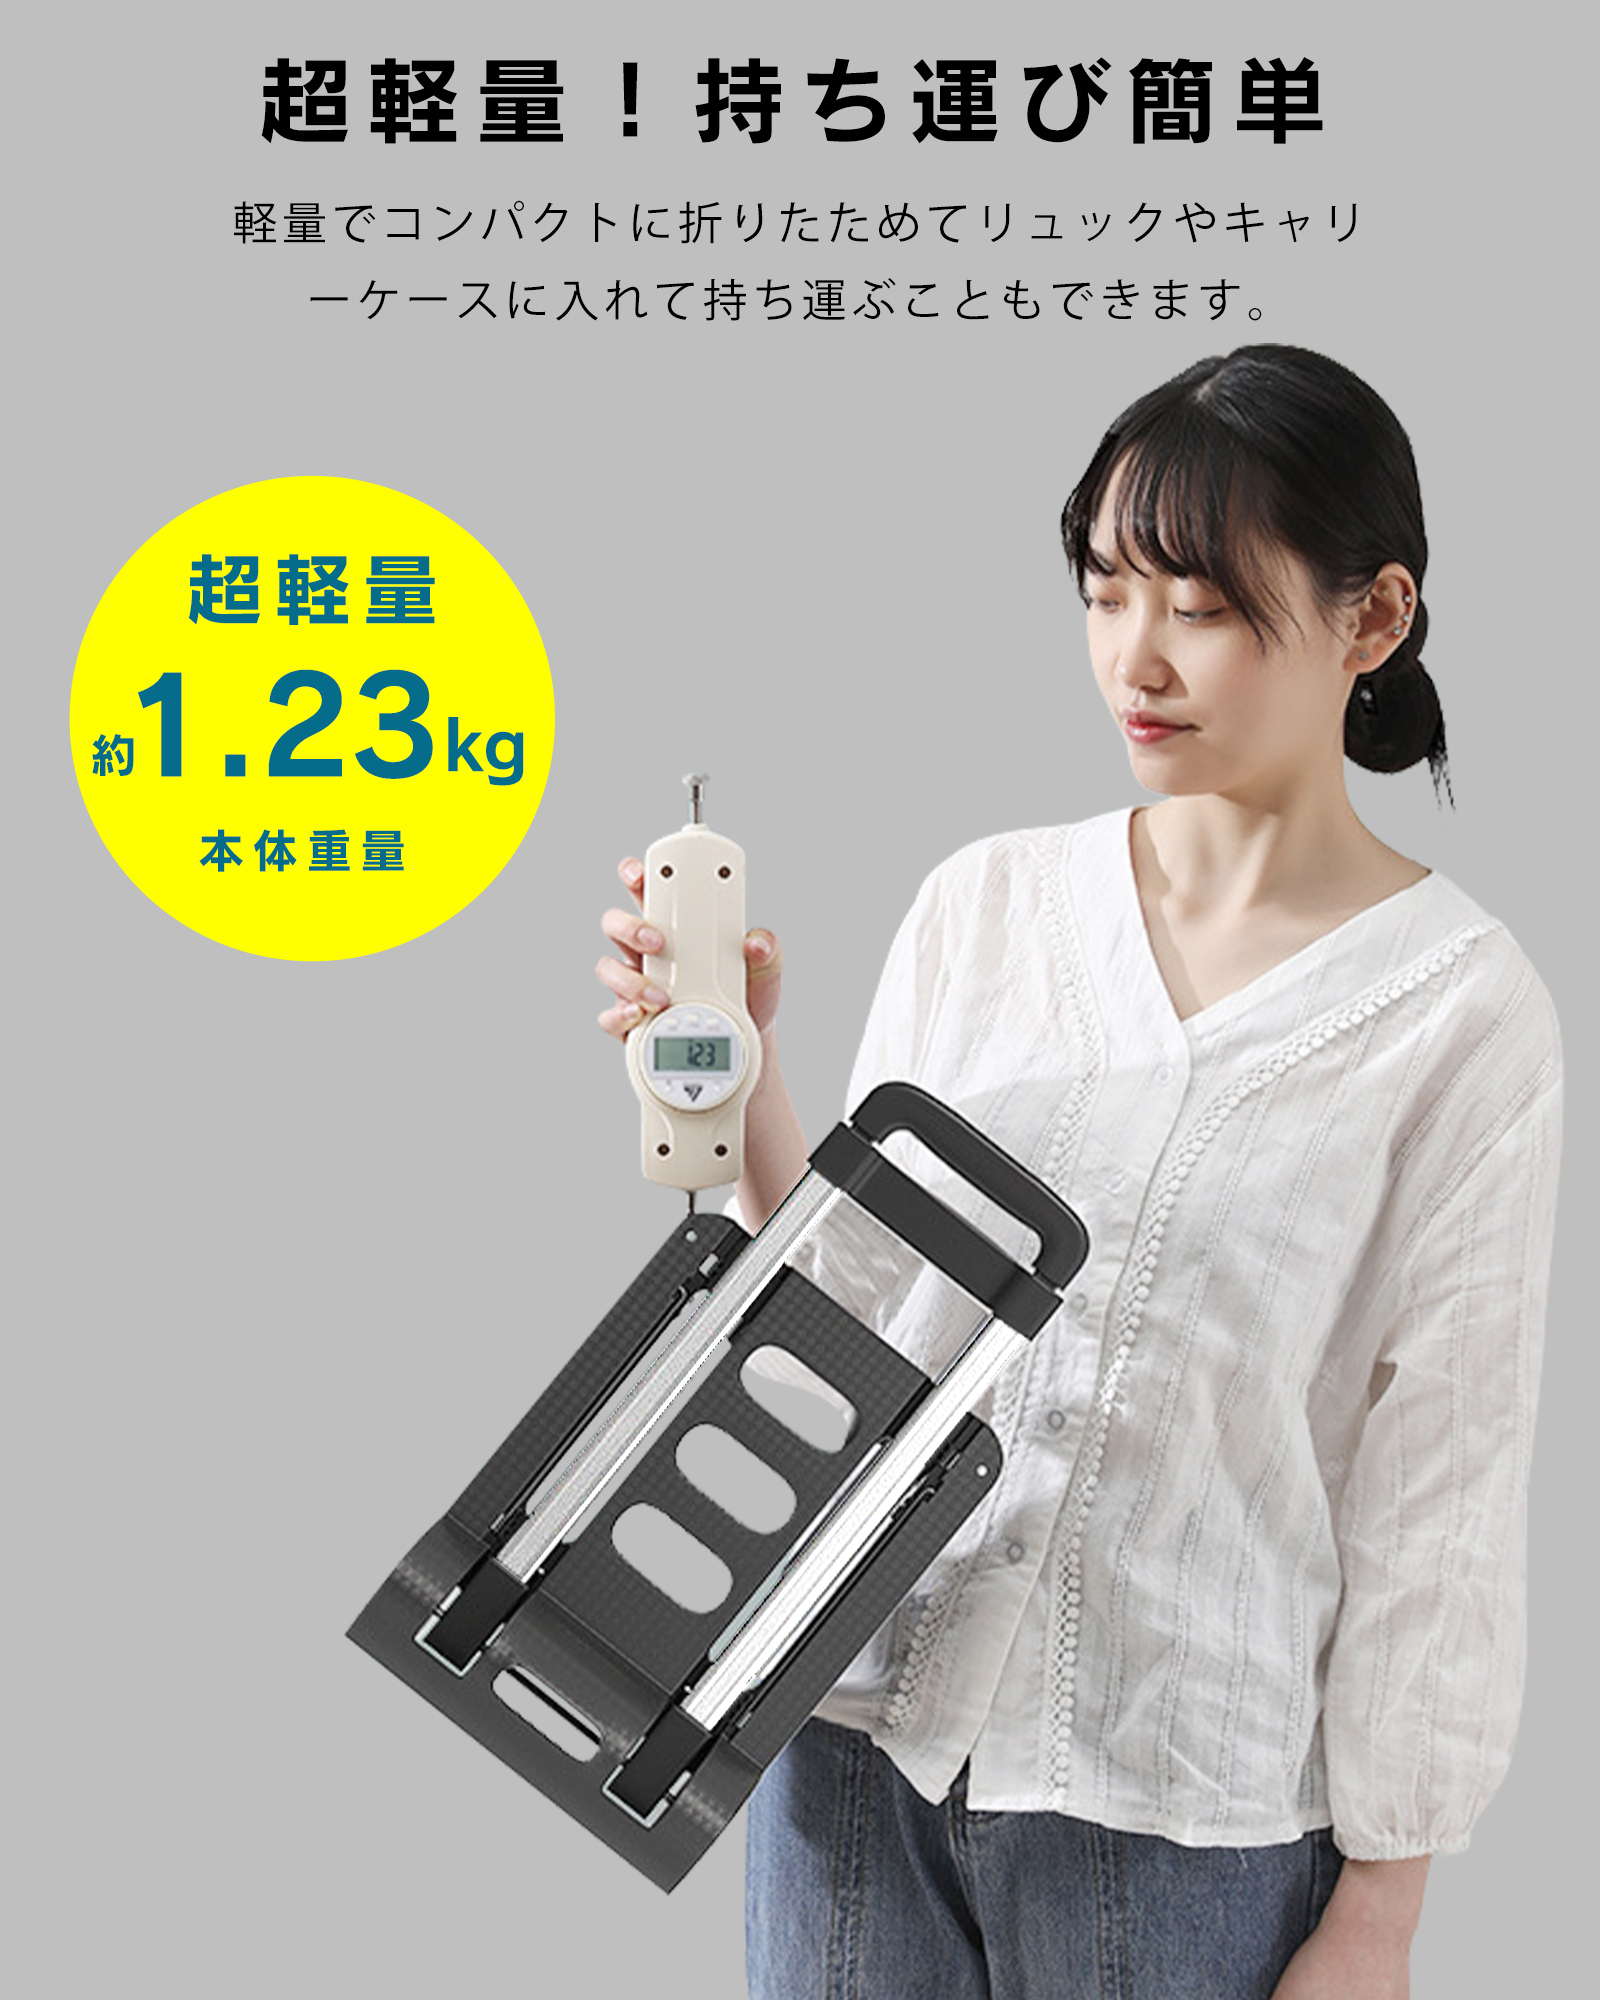 超軽量！持ち運び簡単
軽量でコンパクトに折りたためてリュックやキャリ
ーケースに入れて持ち運ぶこともできます。
超軽量
約1.23kg
本体重量
1.23